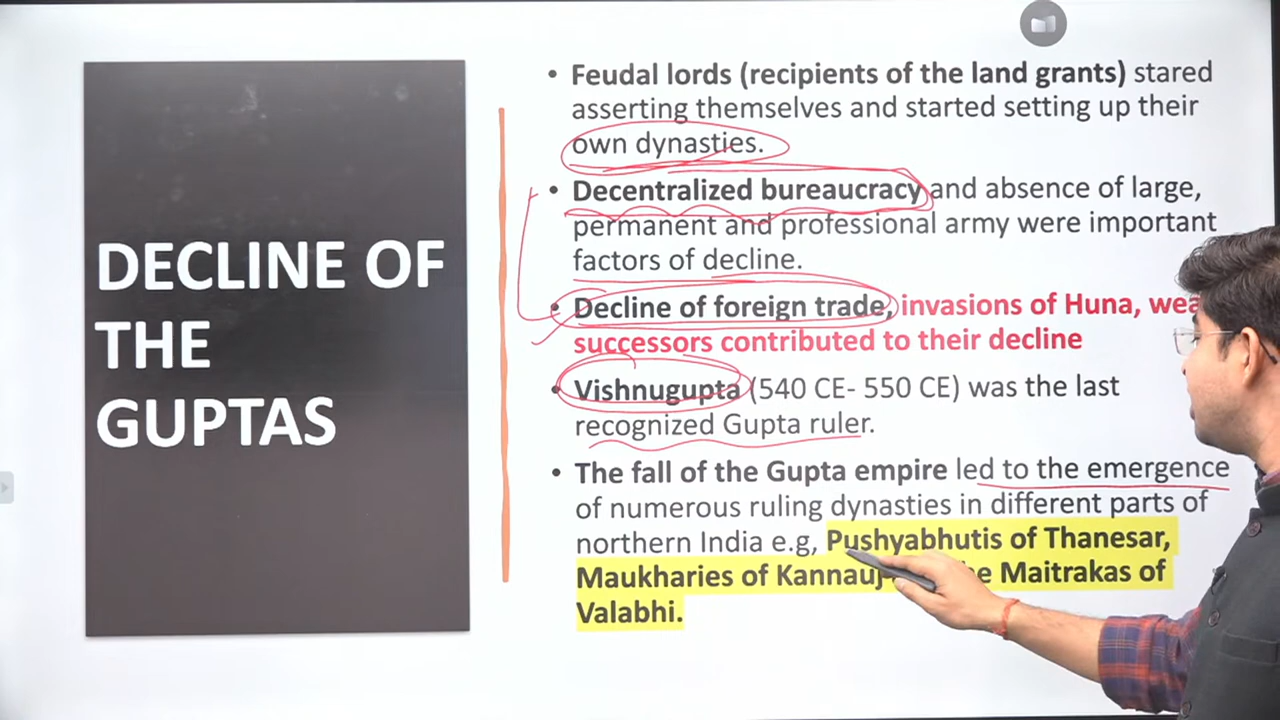 DECLINE OF
THE
GUPTAS
• Feudal lords (recipients of the land grants) stared
asserting themselves and started setting up their
own dynasties.
• Decentralized bureaucracy and absence of large,
permanent and professional army were important
factors of decline.
• Decline of foreign trade, invasions of Huna,
successors contributed to their decline
• Vishnugupta (540 CE- 550 CE) was the last
recognized Gupta ruler.
• The fall of the Gupta empire led to the emergence
of numerous ruling dynasties in different parts of
northern India e.g, Pushyabhutis of Thanesar,
Maukharies of Kannauj Maitrakas of
Valabhi.